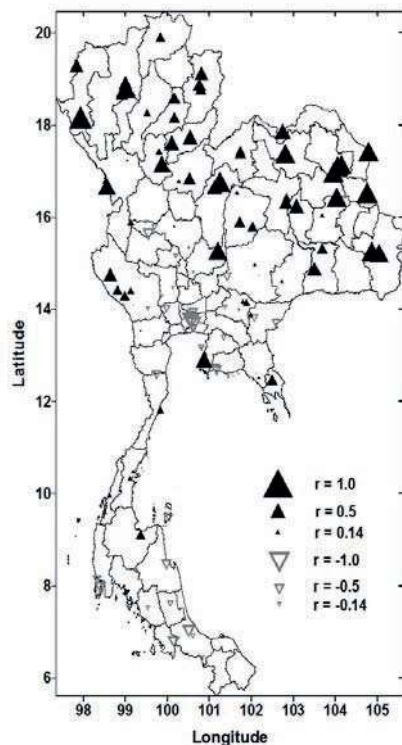 20
18
16
14
12
10
8
6
Latitude
r = 1.0
r = 0.5
r = 0.14
r = -1.0
r = -0.5
r = -0.14
98 99 100 101 102 103 104 105
Longitude